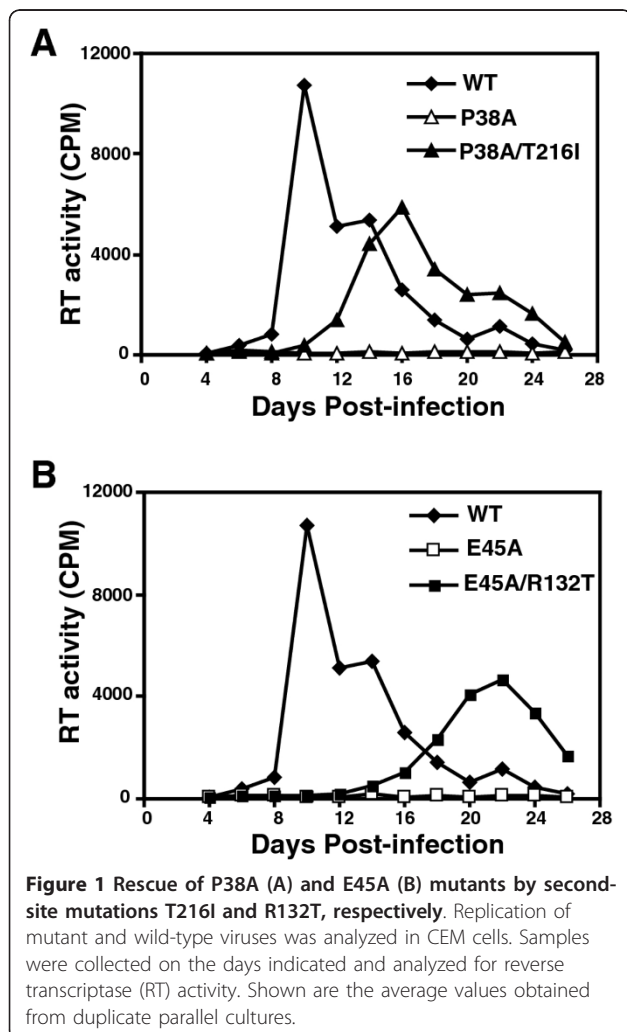 A
12000
8000
4000
0
RT activity (CPM)
WT
P38A
P38A/T216I
0 4 8 12 16 20 24 28
Days Post-infection
B
12000
8000
4000
0
RT activity (CPM)
WT
E45A
E45A/R132T
0 4 8 12 16 20 24 28
Days Post-infection
Figure 1 Rescue of P38A (A) and E45A (B) mutants by second-
site mutations T216I and R132T, respectively. Replication of
mutant and wild-type viruses was analyzed in CEM cells. Samples
were collected on the days indicated and analyzed for reverse
transcriptase (RT) activity. Shown are the average values obtained
from duplicate parallel cultures.